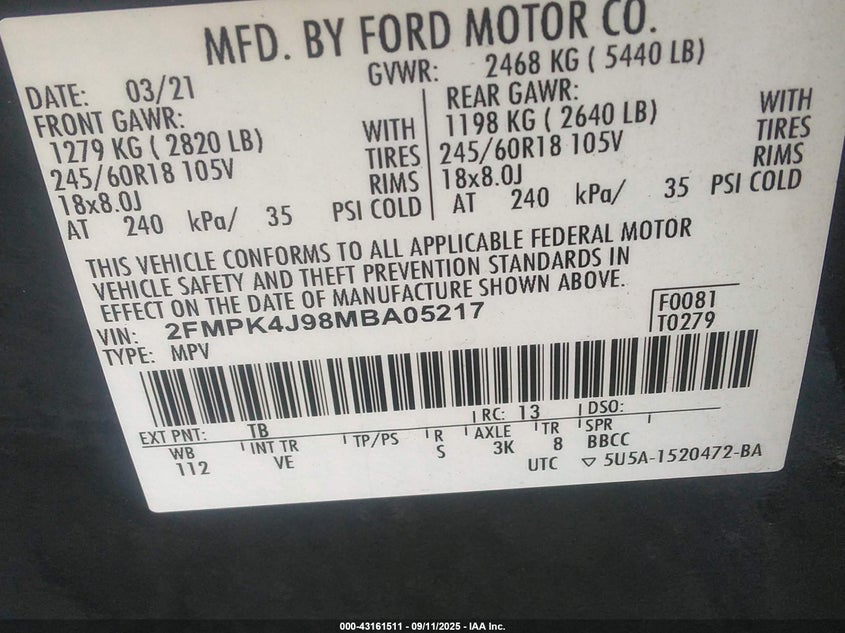 MFD. BY FORD MOTOR CO.
DATE: 03/21
GVWR: 2468 KG ( 5440 LB)
FRONT GAWR:
1279 KG ( 2820 LB)
WITH
245/60R18 105V
TIRES
18x8.0J
RIMS
AT 240 kPa/ 35 PSI COLD
REAR GAWR:
1198 KG ( 2640 LB)
WITH
245/60R18 105V
TIRES
18x8.0J
RIMS
AT 240 kPa/ 35 PSI COLD
THIS VEHICLE CONFORMS TO ALL APPLICABLE FEDERAL MOTOR
VEHICLE SAFETY AND THEFT PREVENTION STANDARDS IN
EFFECT ON THE DATE OF MANUFACTURE SHOWN ABOVE.
VIN: 2FMPK4J98MBA05217
F0081
TYPE: MPV
T0279
EXT PNT: TB
RC: 13
DSO:
WB INT TR TP/PS R AXLE TR SPR
112 VE S 3K 8 BBCC
UTC ▽ 5U5A-1520472-BA
000-43161511 - 09/11/2025 - IAA Inc.